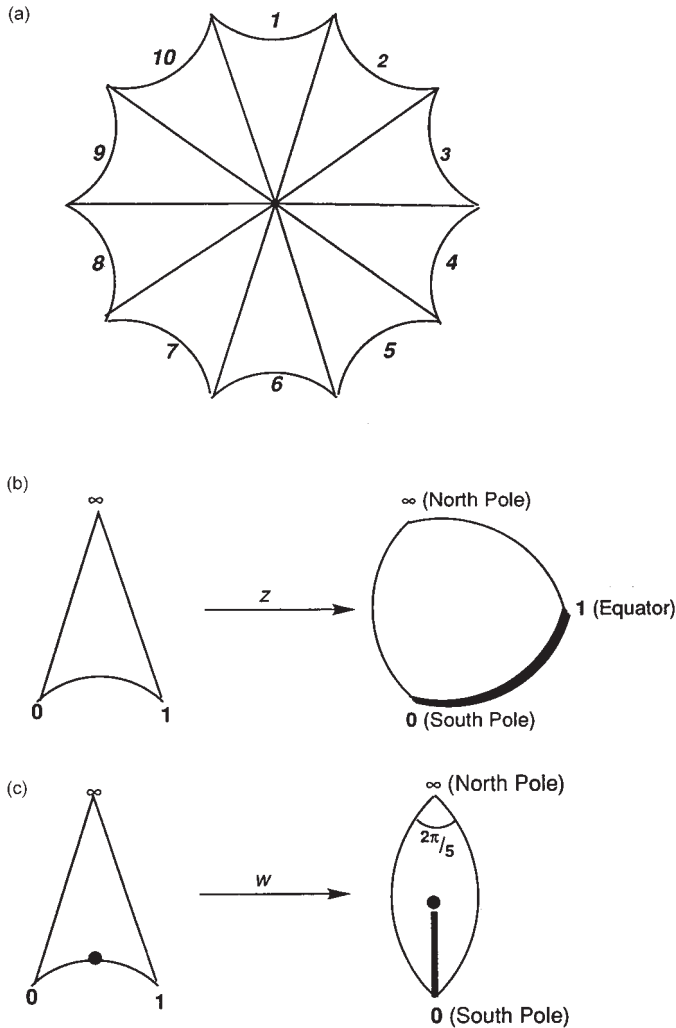 (a)
1
10
2
9
3
8
4
7
5
6
(b)
∞
∞ (North Pole)
z
1 (Equator)
0
1
0 (South Pole)
(c)
∞
∞ (North Pole)
2π/5
w
0
1
0 (South Pole)